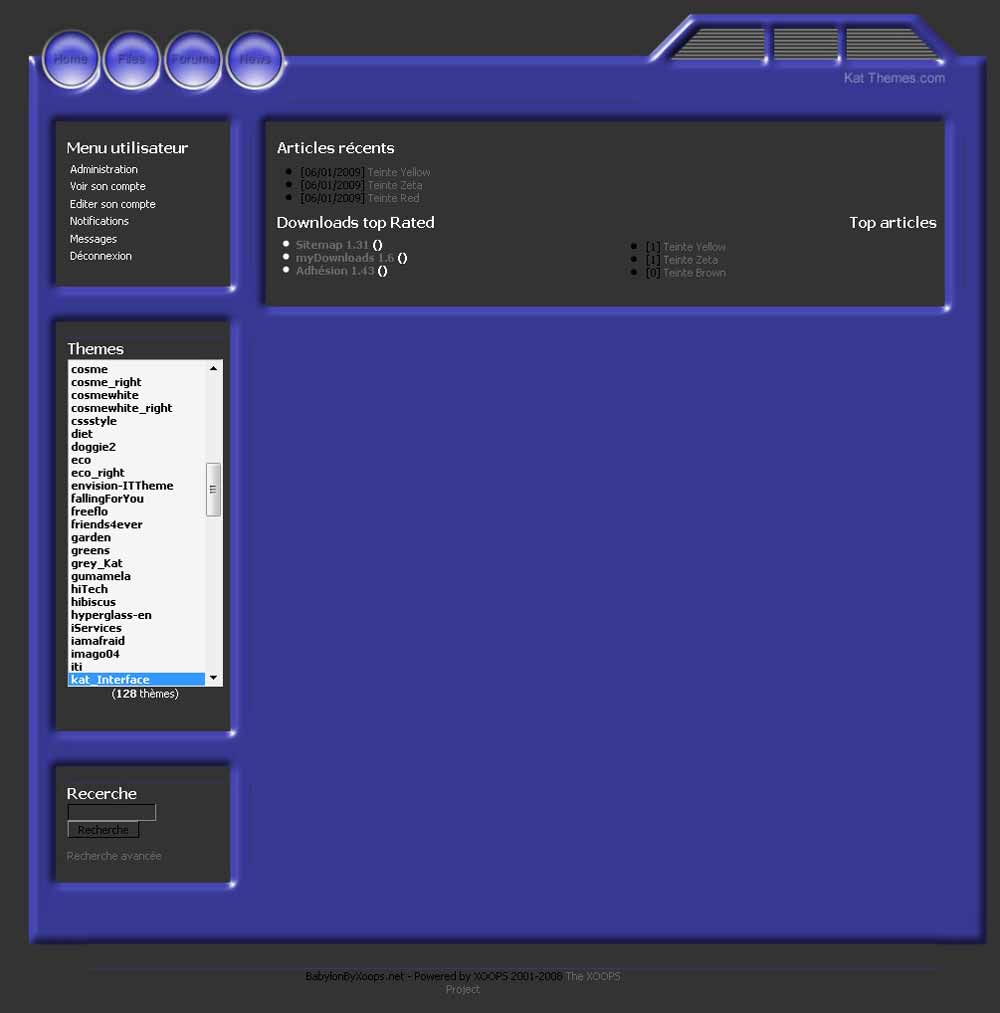 Home Files Forums News
Kat Themes.com
Menu utilisateur
Administration
Voir son compte
Editer son compte
Notifications
Messages
Déconnexion
Articles récents
[06/01/2009] Teinte Yellow
[06/01/2009] Teinte Zeta
[06/01/2009] Teinte Red
Downloads top Rated
Sitemap 1.31 ()
myDownloads 1.6 ()
Adhésion 1.43 ()
Top articles
[1] Teinte Yellow
[1] Teinte Zeta
[0] Teinte Brown
Themes
cosme
cosme_right
cosmewhite
cosmewhite_right
cssstyle
diet
doggie2
eco
eco_right
envision-ITTheme
fallingForYou
freeflo
friends4ever
garden
greens
grey_Kat
gumamela
hiTech
hibiscus
hyperglass-en
iServices
iamafraid
imago04
iti
kat_Interface
(128 thèmes)
Recerche
Recherche
Recherche avancée
BabylonByXoops.net - Powered by XOOPS 2001-2006 The XOOPS
Project